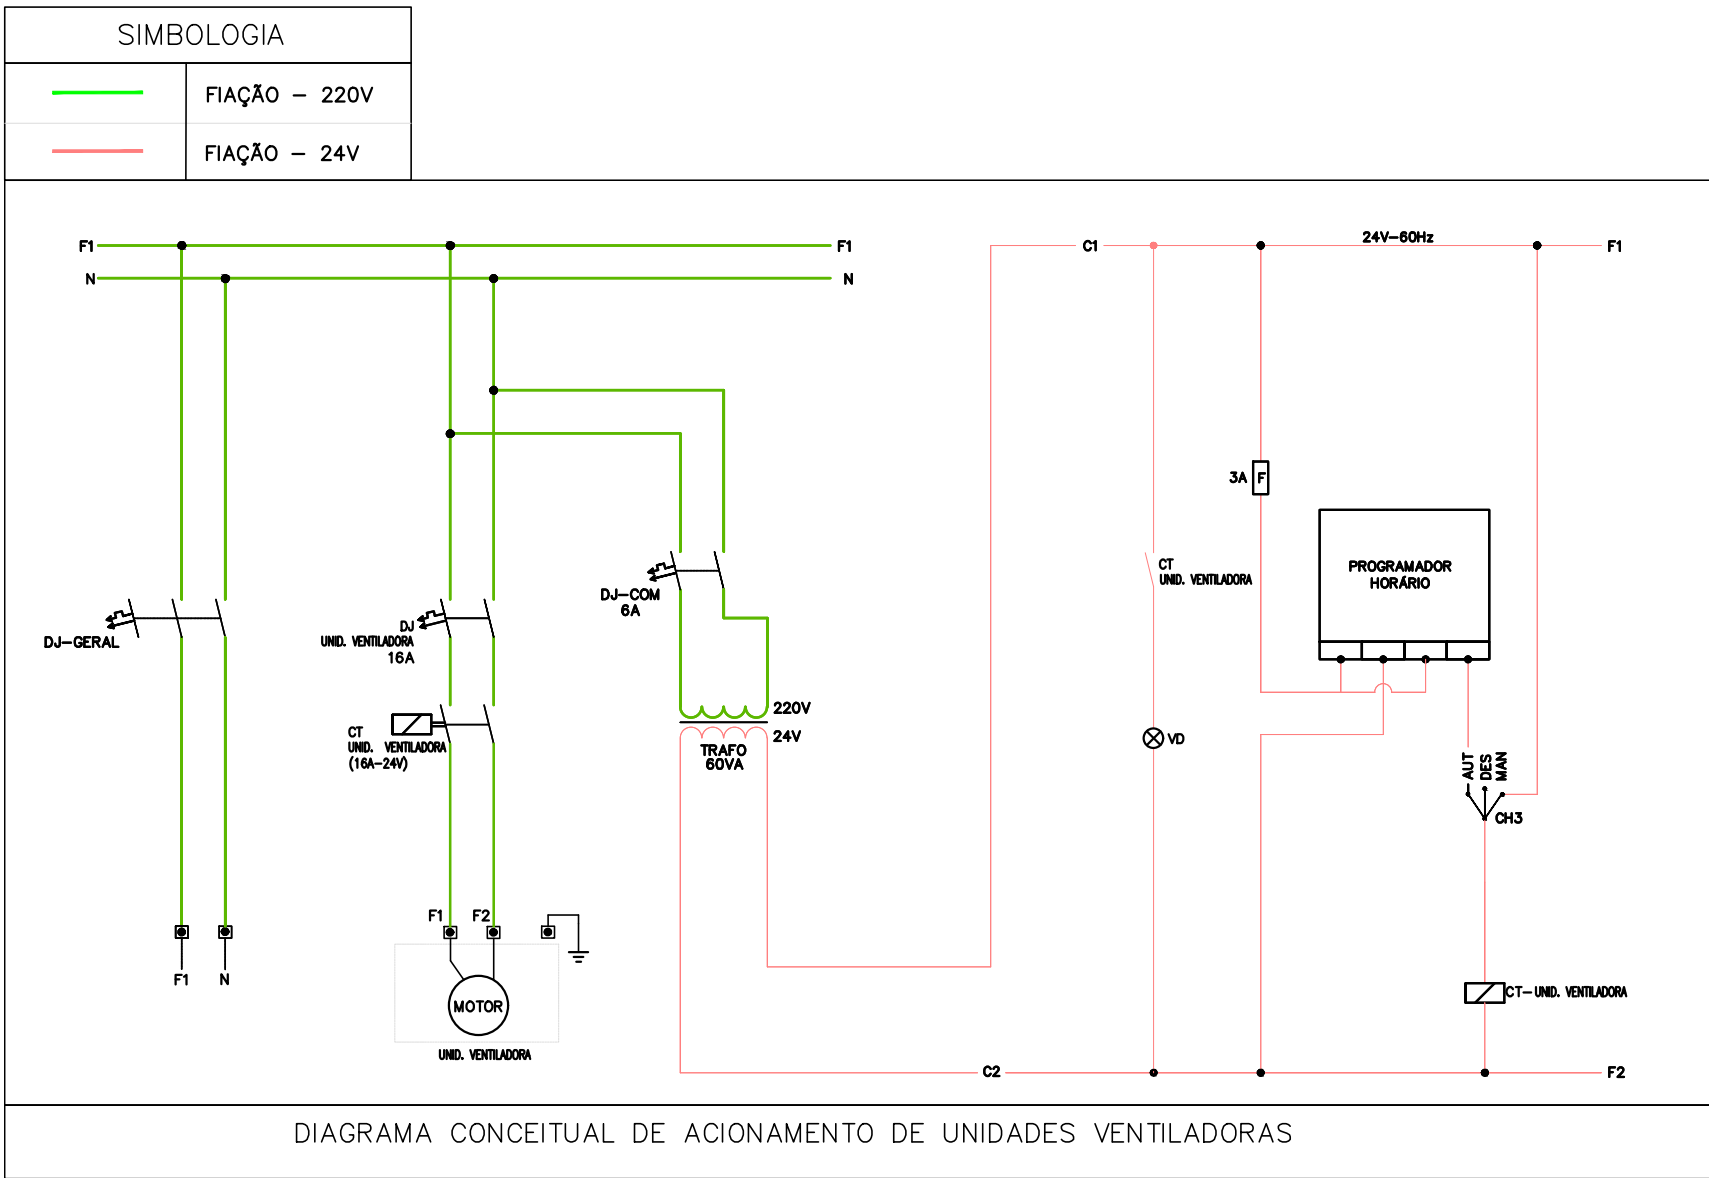 SIMBOLOGIA
FIAÇÃO - 220V
FIAÇÃO - 24V
F1
F1
N
N
C1
24V-60Hz
F1
3A
F
PROGRAMADOR
HORÁRIO
CT
UNID. VENTILADORA
DJ-COM
6A
DJ-GERAL
DJ
UNID. VENTILADORA
16A
CT
UNID. VENTILADORA
(16A-24V)
220V
24V
TRAFO
60VA
VD
AUT
DES
MAN
CH3
F1
F2
F1
N
MOTOR
UNID. VENTILADORA
CT-UNID. VENTILADORA
C2
F2
DIAGRAMA CONCEITUAL DE ACIONAMENTO DE UNIDADES VENTILADORAS